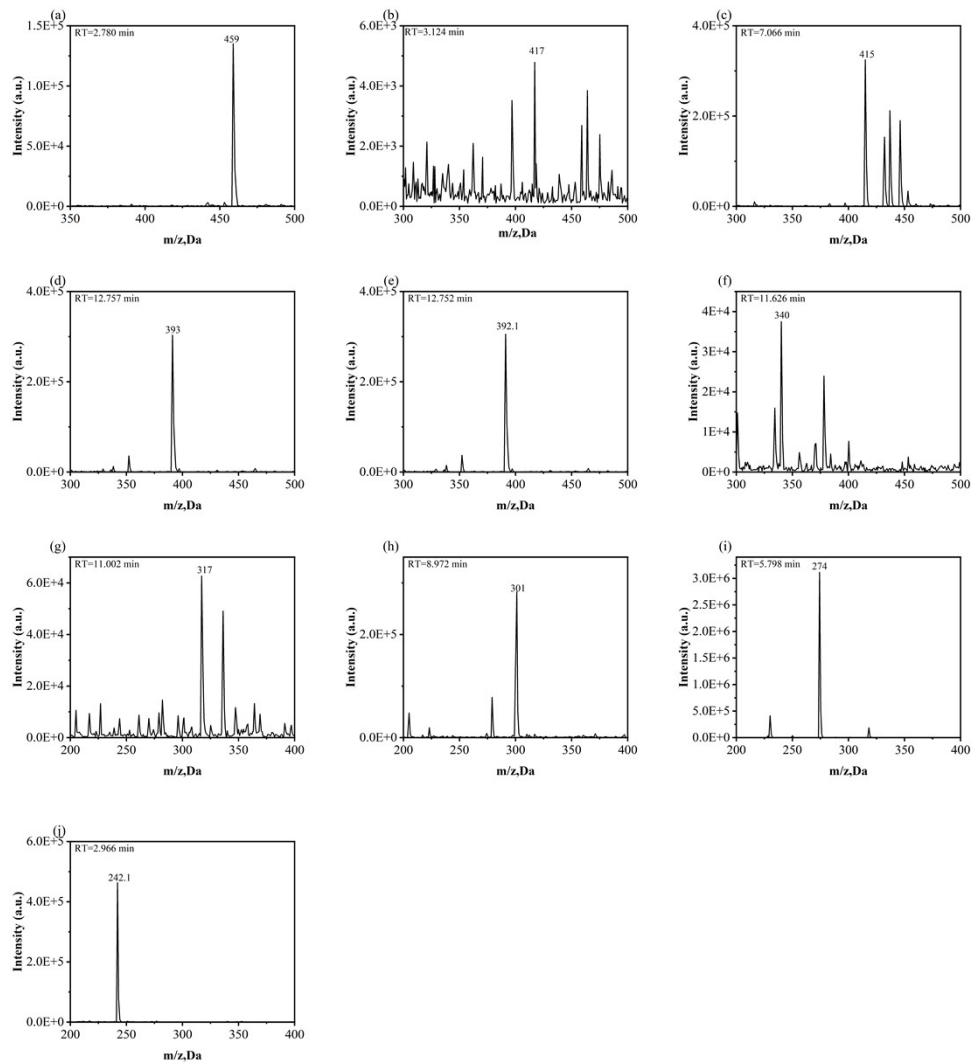 (a)
RT=2.780 min
459
1.5E+5
1.0E+5
5.0E+4
0.0E+0
Intensity (a.u.)
350 400 450 500
m/z,Da
(b)
RT=3.124 min
417
6.0E+3
4.0E+3
2.0E+3
0.0E+0
Intensity (a.u.)
300 350 400 450 500
m/z,Da
(c)
RT=7.066 min
415
4.0E+5
2.0E+5
0.0E+0
Intensity (a.u.)
300 350 400 450 500
m/z,Da
(d)
RT=12.757 min
393
4.0E+5
2.0E+5
0.0E+0
Intensity (a.u.)
300 350 400 450 500
m/z,Da
(e)
RT=12.752 min
392.1
4.0E+5
2.0E+5
0.0E+0
Intensity (a.u.)
300 350 400 450 500
m/z,Da
(f)
RT=11.626 min
340
4E+4
3E+4
2E+4
1E+4
0E+0
Intensity (a.u.)
300 350 400 450 500
m/z,Da
(g)
RT=11.002 min
317
6.0E+4
4.0E+4
2.0E+4
0.0E+0
Intensity (a.u.)
200 250 300 350 400
m/z,Da
(h)
RT=8.972 min
301
2.0E+5
0.0E+0
Intensity (a.u.)
200 250 300 350 400
m/z,Da
(i)
RT=5.798 min
274
3.0E+6
2.5E+6
2.0E+6
1.5E+6
1.0E+6
5.0E+5
0.0E+0
Intensity (a.u.)
200 250 300 350 400
m/z,Da
(j)
RT=2.966 min
242.1
6.0E+5
4.0E+5
2.0E+5
0.0E+0
Intensity (a.u.)
200 250 300 350 400
m/z,Da